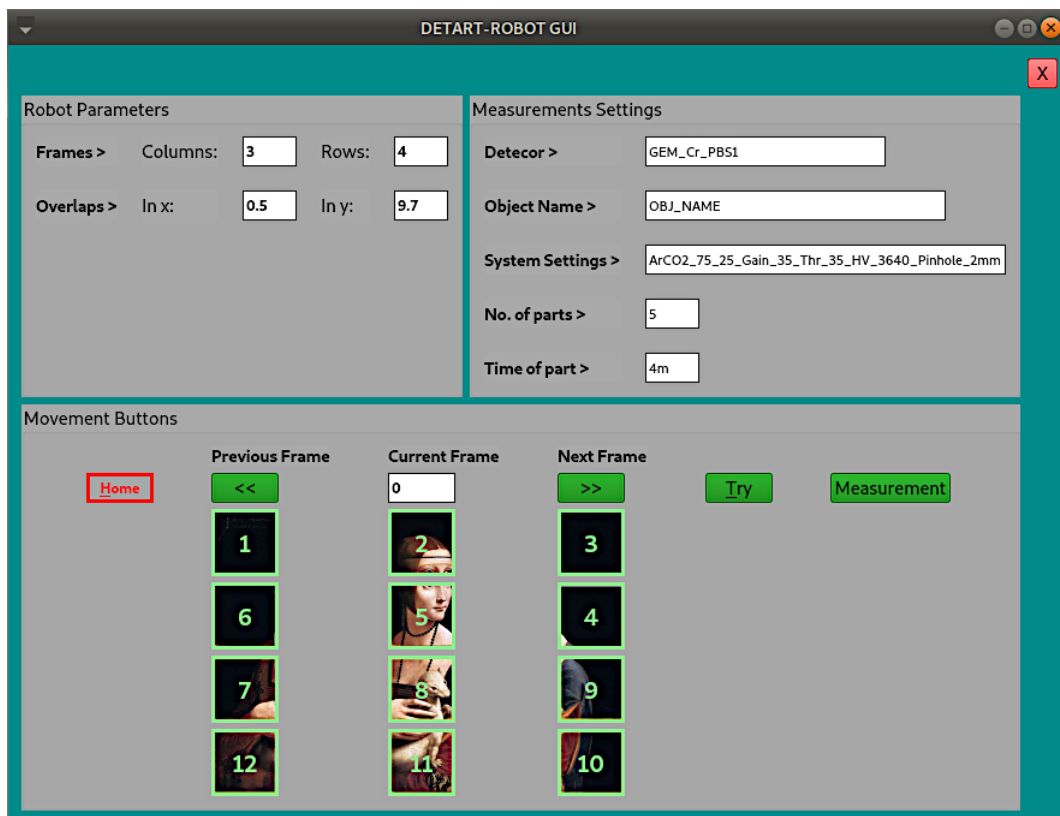 DETART-ROBOT GUI
X
Robot Parameters
Frames > Columns: 3 Rows: 4
Overlaps > In x: 0.5 In y: 9.7
Measurements Settings
Detecor > GEM_Cr_PBS1
Object Name > OBJ_NAME
System Settings > ArCO2_75_25_Gain_35_Thr_35_HV_3640_Pinhole_2mm
No. of parts > 5
Time of part > 4m
Movement Buttons
Previous Frame Current Frame Next Frame
Home << 0 >> Try Measurement
1 2 3
6 5 4
7 8 9
12 11 10